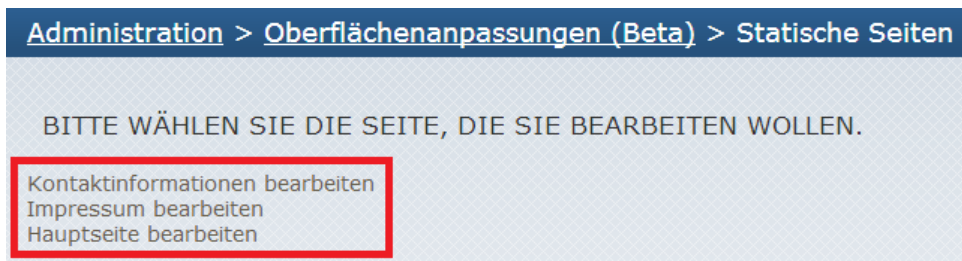 Administration > Oberflächenanpassungen (Beta) > Statische Seiten
BITTE WÄHLEN SIE DIE SEITE, DIE SIE BEARBEITEN WOLLEN.
Kontaktinformationen bearbeiten
Impressum bearbeiten
Hauptseite bearbeiten